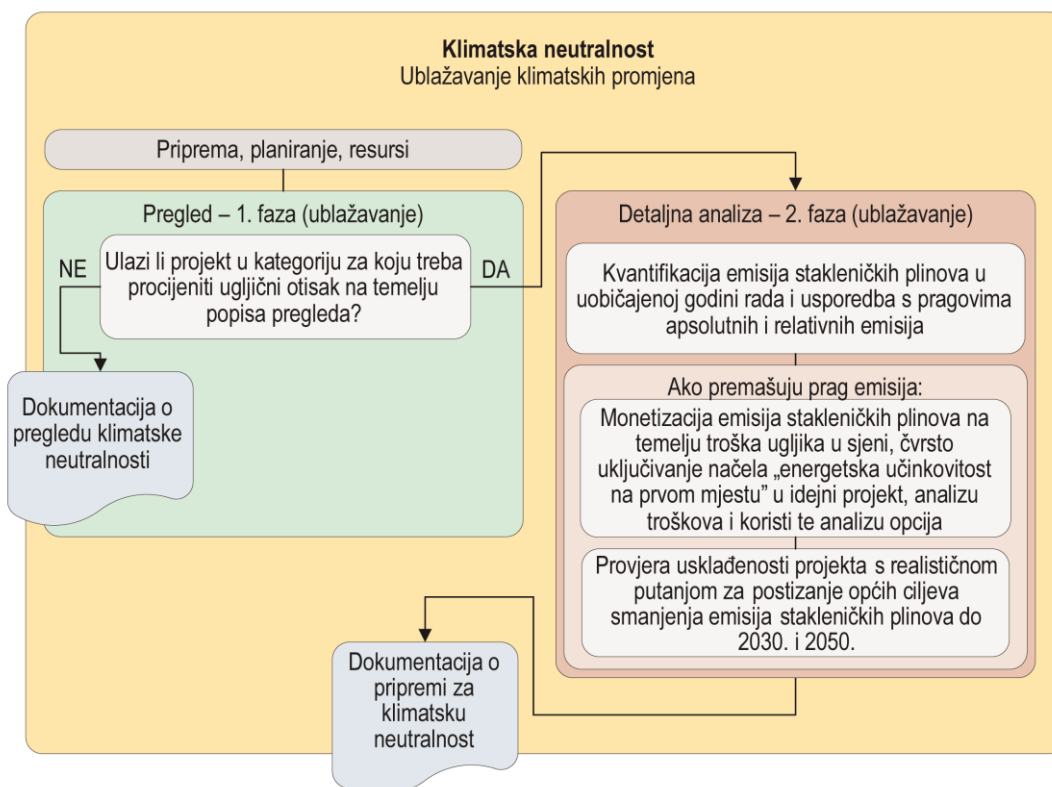 Klimatska neutralnost
Ublažavanje klimatskih promjena
Priprema, planiranje, resursi
Pregled – 1. faza (ublažavanje)
NE
Ulazi li projekt u kategoriju za koju treba
procijeniti ugljični otisak na temelju
popisa pregleda?
DA
Dokumentacija o
pregledu klimatske
neutralnosti
Detaljna analiza – 2. faza (ublažavanje)
Kvantifikacija emisija stakleničkih plinova u
uobičajenoj godini rada i usporedba s pragovima
apsolutnih i relativnih emisija
Ako premašuju prag emisija:
Monetizacija emisija stakleničkih plinova na
temelju troška ugljika u sjeni, čvrsto
uključivanje načela „energetska učinkovitost
na prvom mjestu” u idejni projekt, analizu
troškova i koristi te analizu opcija
Provjera usklađenosti projekta s realističnom
putanjom za postizanje općih ciljeva
smanjenja emisija stakleničkih plinova do
2030. i 2050.
Dokumentacija o
pripremi za
klimatsku
neutralnost